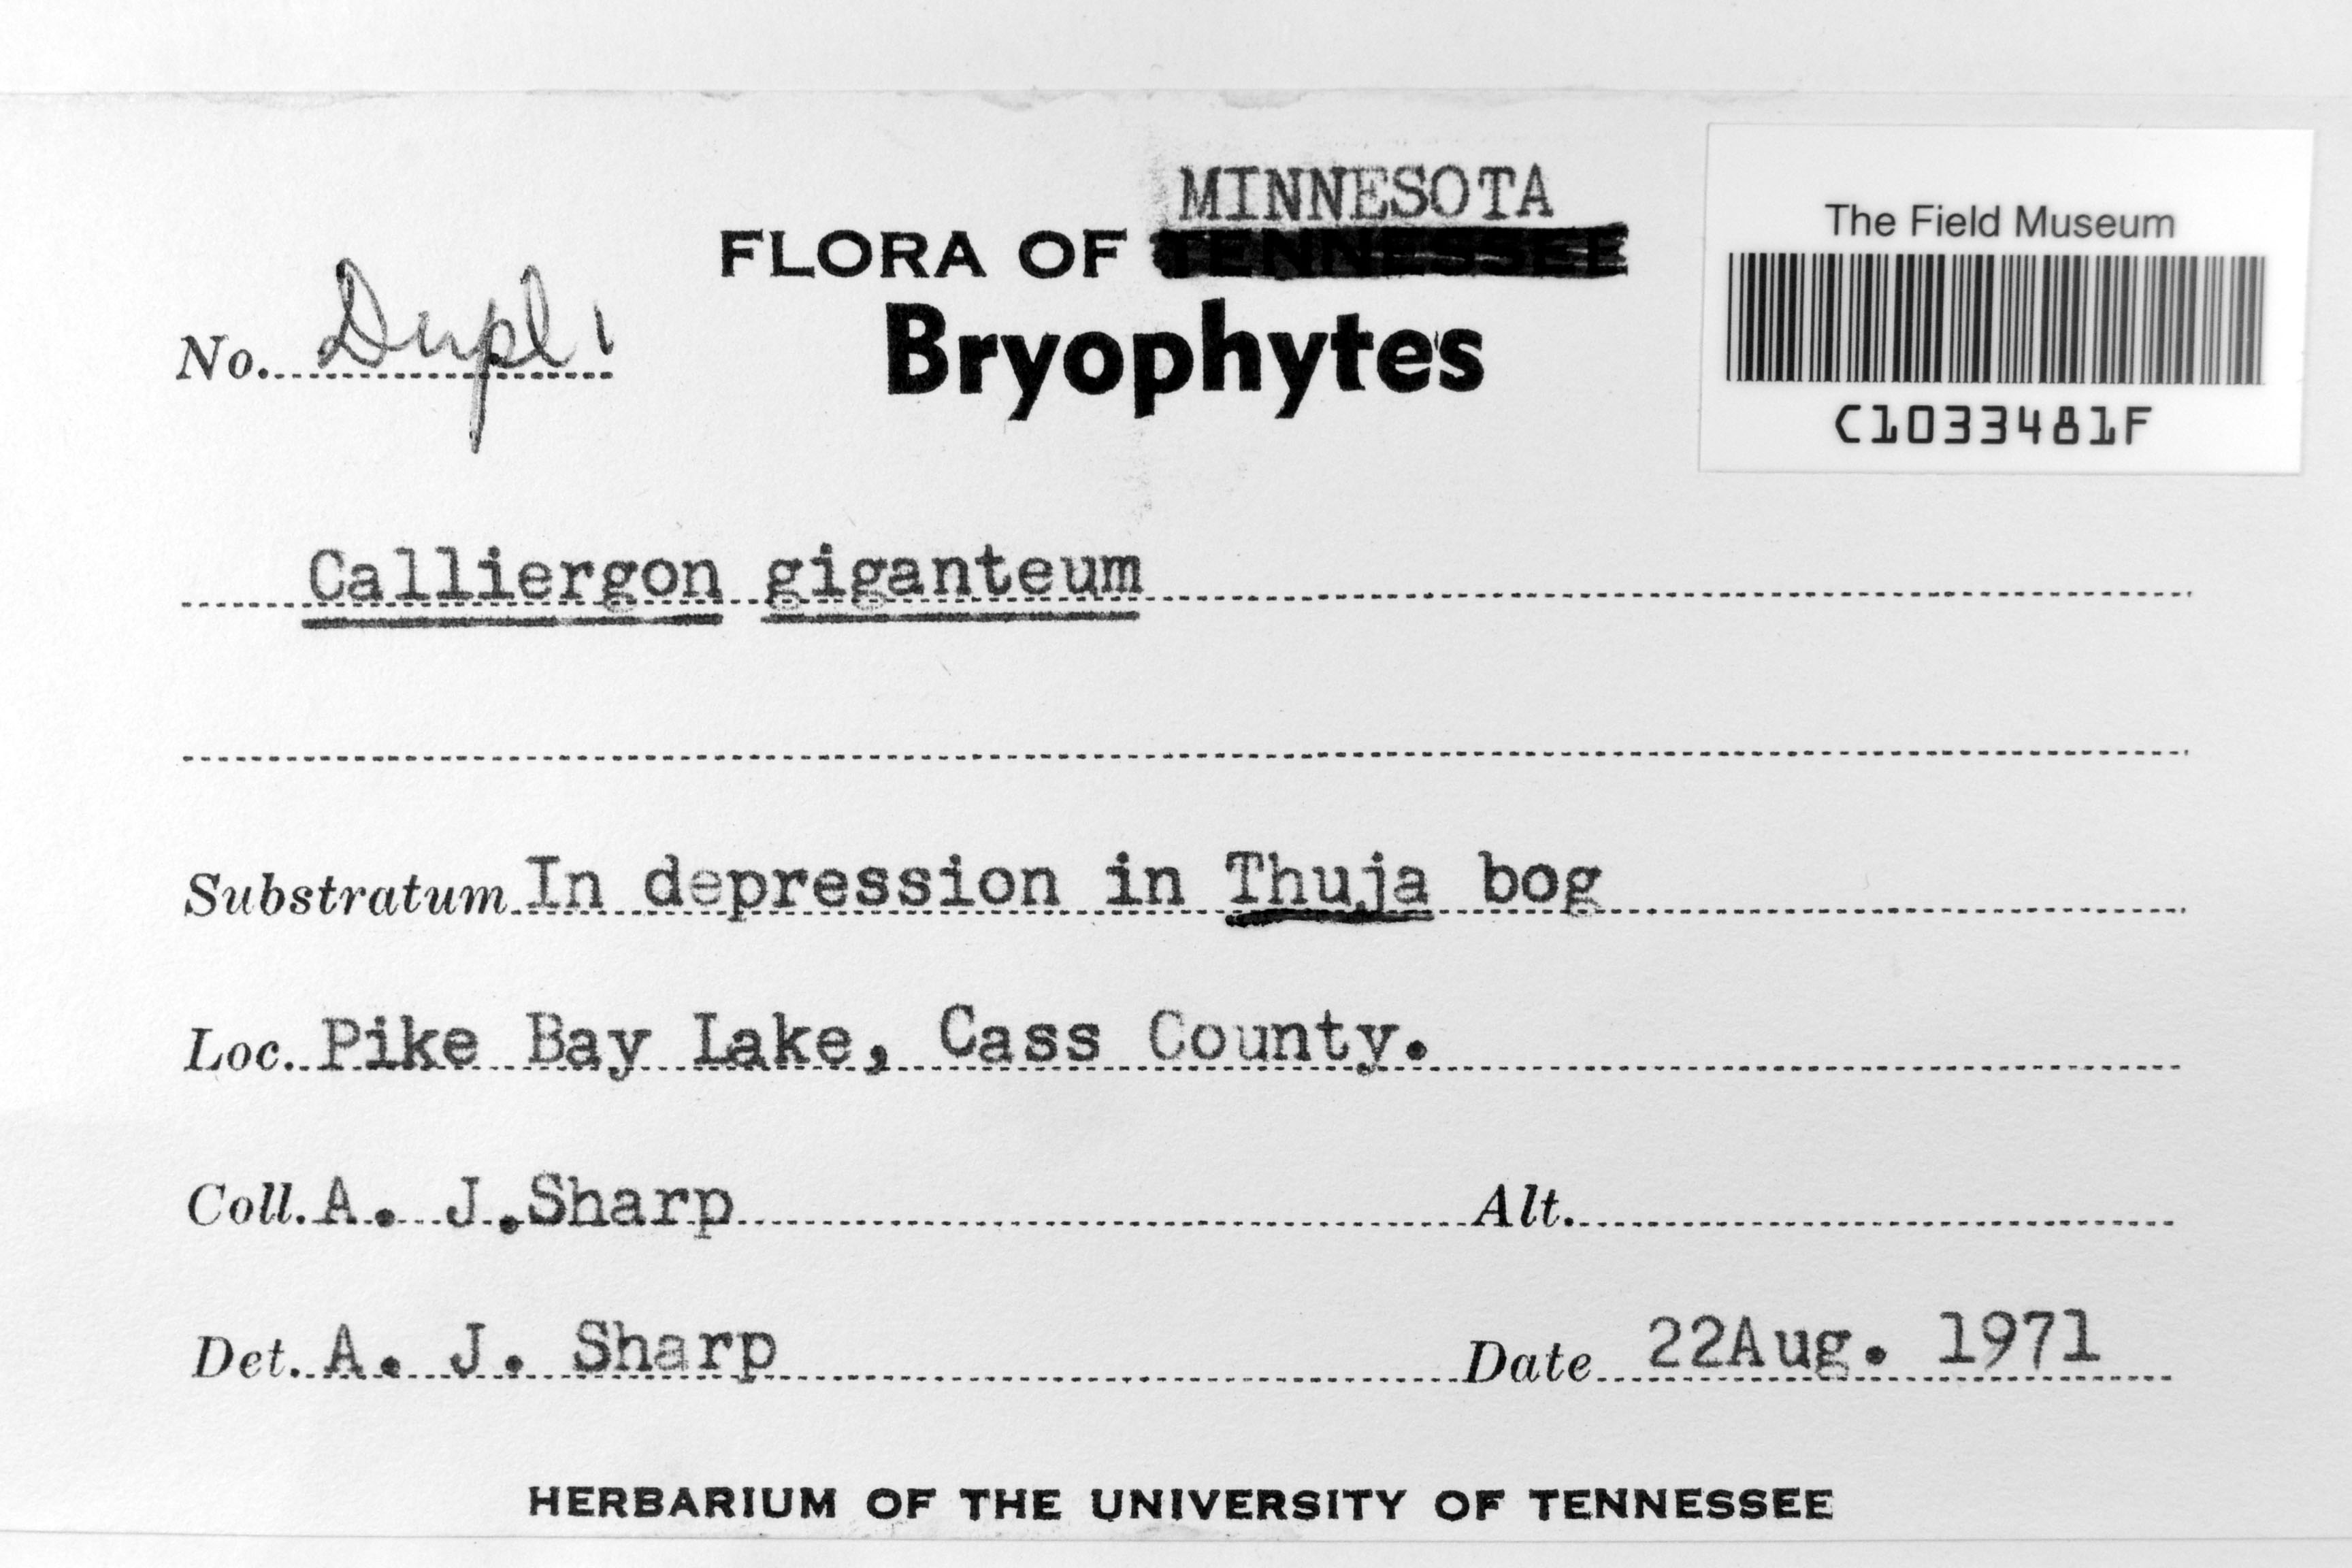 MINNESOTA
FLORA OF TENNESSEE
Bryophytes
The Field Museum
C1033481F
No. Dupl.
Calliergon giganteum
Substratum In depression in Thuja bog
Loc. Pike Bay Lake, Cass County.
Coll. A. J. Sharp Alt.
Det. A. J. Sharp Date 22Aug. 1971
HERBARIUM OF THE UNIVERSITY OF TENNESSEE